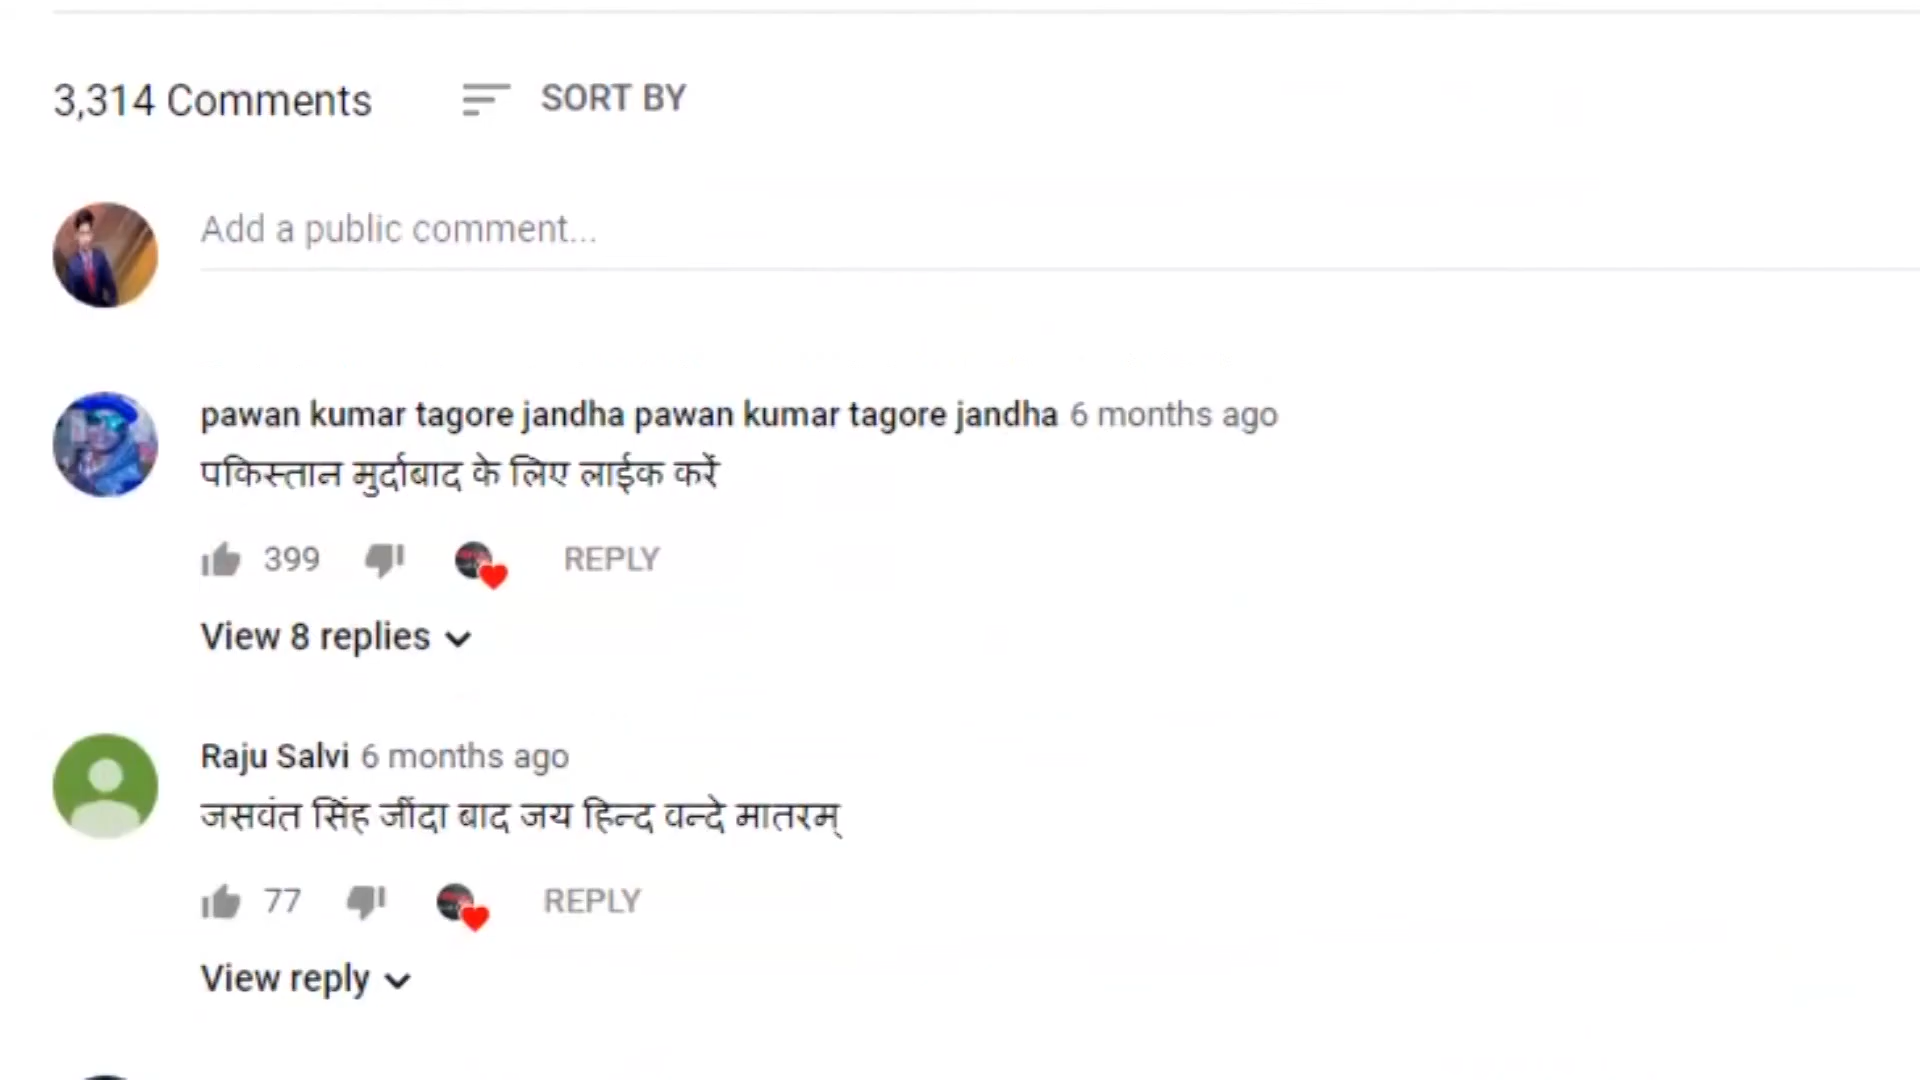 3,314 Comments SORT BY
Add a public comment...
pawan kumar tagore jandha pawan kumar tagore jandha 6 months ago
पकिस्तान मुर्दाबाद के लिए लाईक करें
399 REPLY
View 8 replies
Raju Salvi 6 months ago
जसवंत सिंह जींदा बाद जय हिन्द वन्दे मातरम्
77 REPLY
View reply